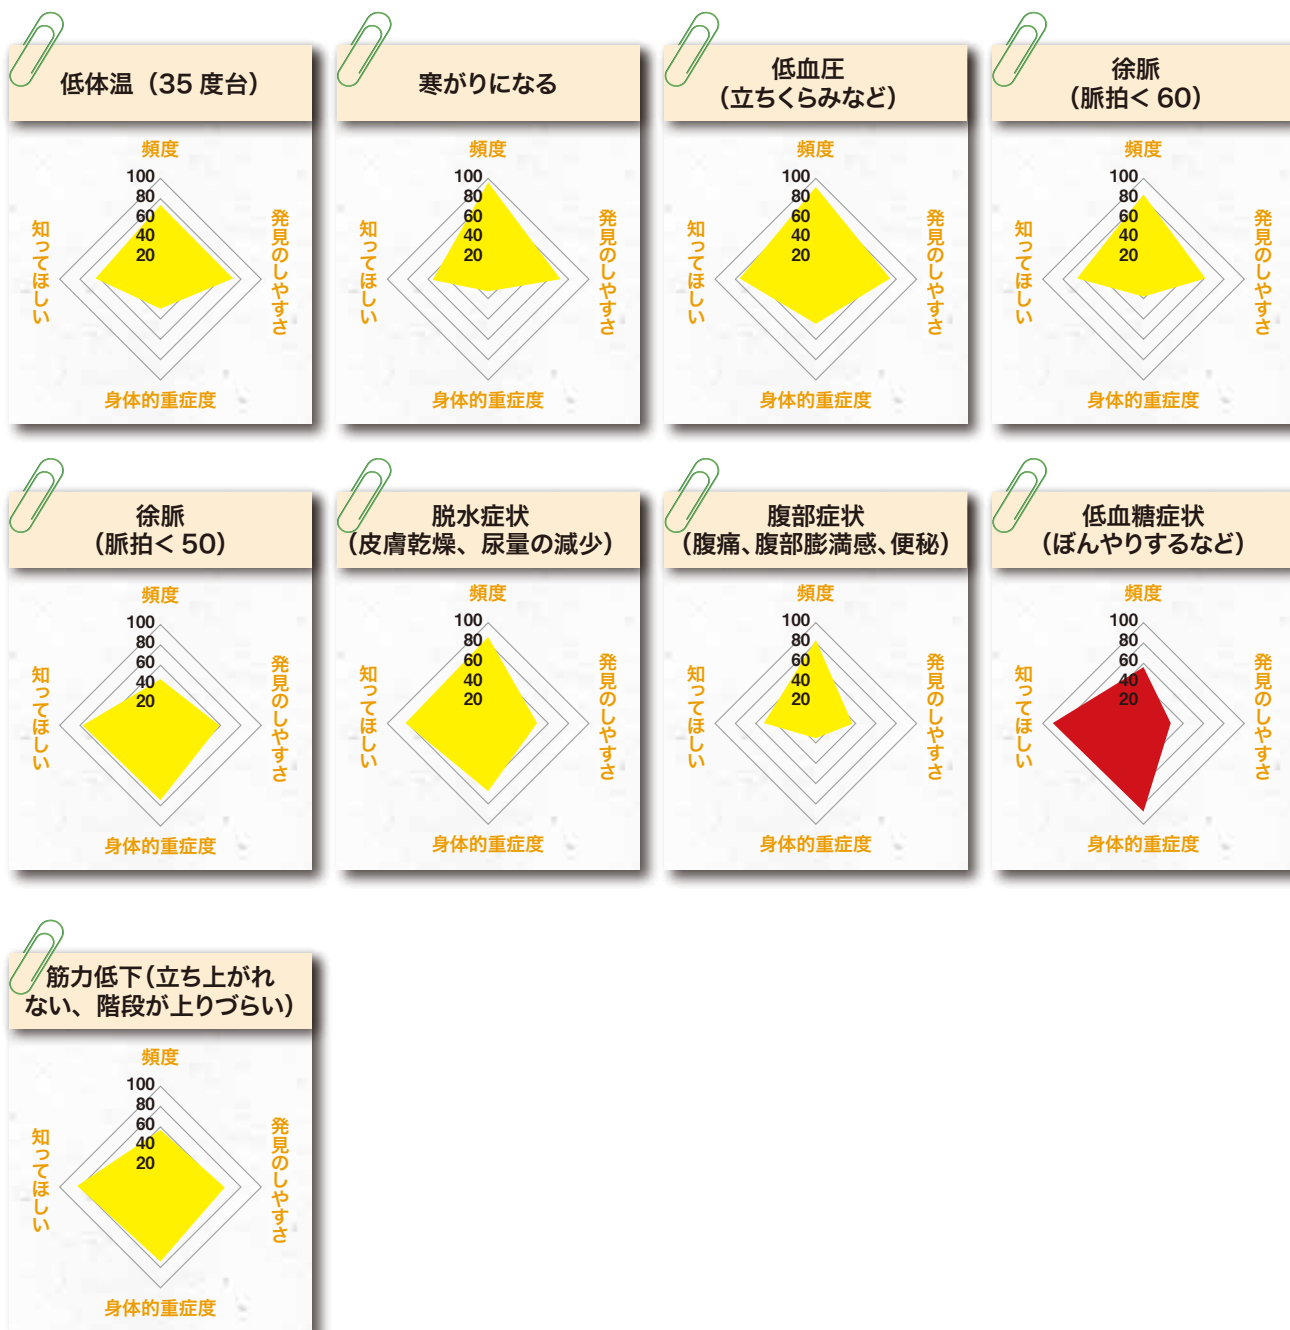 低体温（35 度台）
頻度
100
80
60
40
20
発見のしやすさ
知ってほしい
身体的重症度
寒がりになる
頻度
100
80
60
40
20
発見のしやすさ
知ってほしい
身体的重症度
低血圧
（立ちくらみなど）
頻度
100
80
60
40
20
発見のしやすさ
知ってほしい
身体的重症度
徐脈
（脈拍＜ 60）
頻度
100
80
60
40
20
発見のしやすさ
知ってほしい
身体的重症度
徐脈
（脈拍＜ 50）
頻度
100
80
60
40
20
発見のしやすさ
知ってほしい
身体的重症度
脱水症状
（皮膚乾燥、尿量の減少）
頻度
100
80
60
40
20
発見のしやすさ
知ってほしい
身体的重症度
腹部症状
（腹痛、腹部膨満感、便秘）
頻度
100
80
60
40
20
発見のしやすさ
知ってほしい
身体的重症度
低血糖症状
（ぼんやりするなど）
頻度
100
80
60
40
20
発見のしやすさ
知ってほしい
身体的重症度
筋力低下（立ち上がれ
ない、階段が上りづらい）
頻度
100
80
60
40
20
発見のしやすさ
知ってほしい
身体的重症度